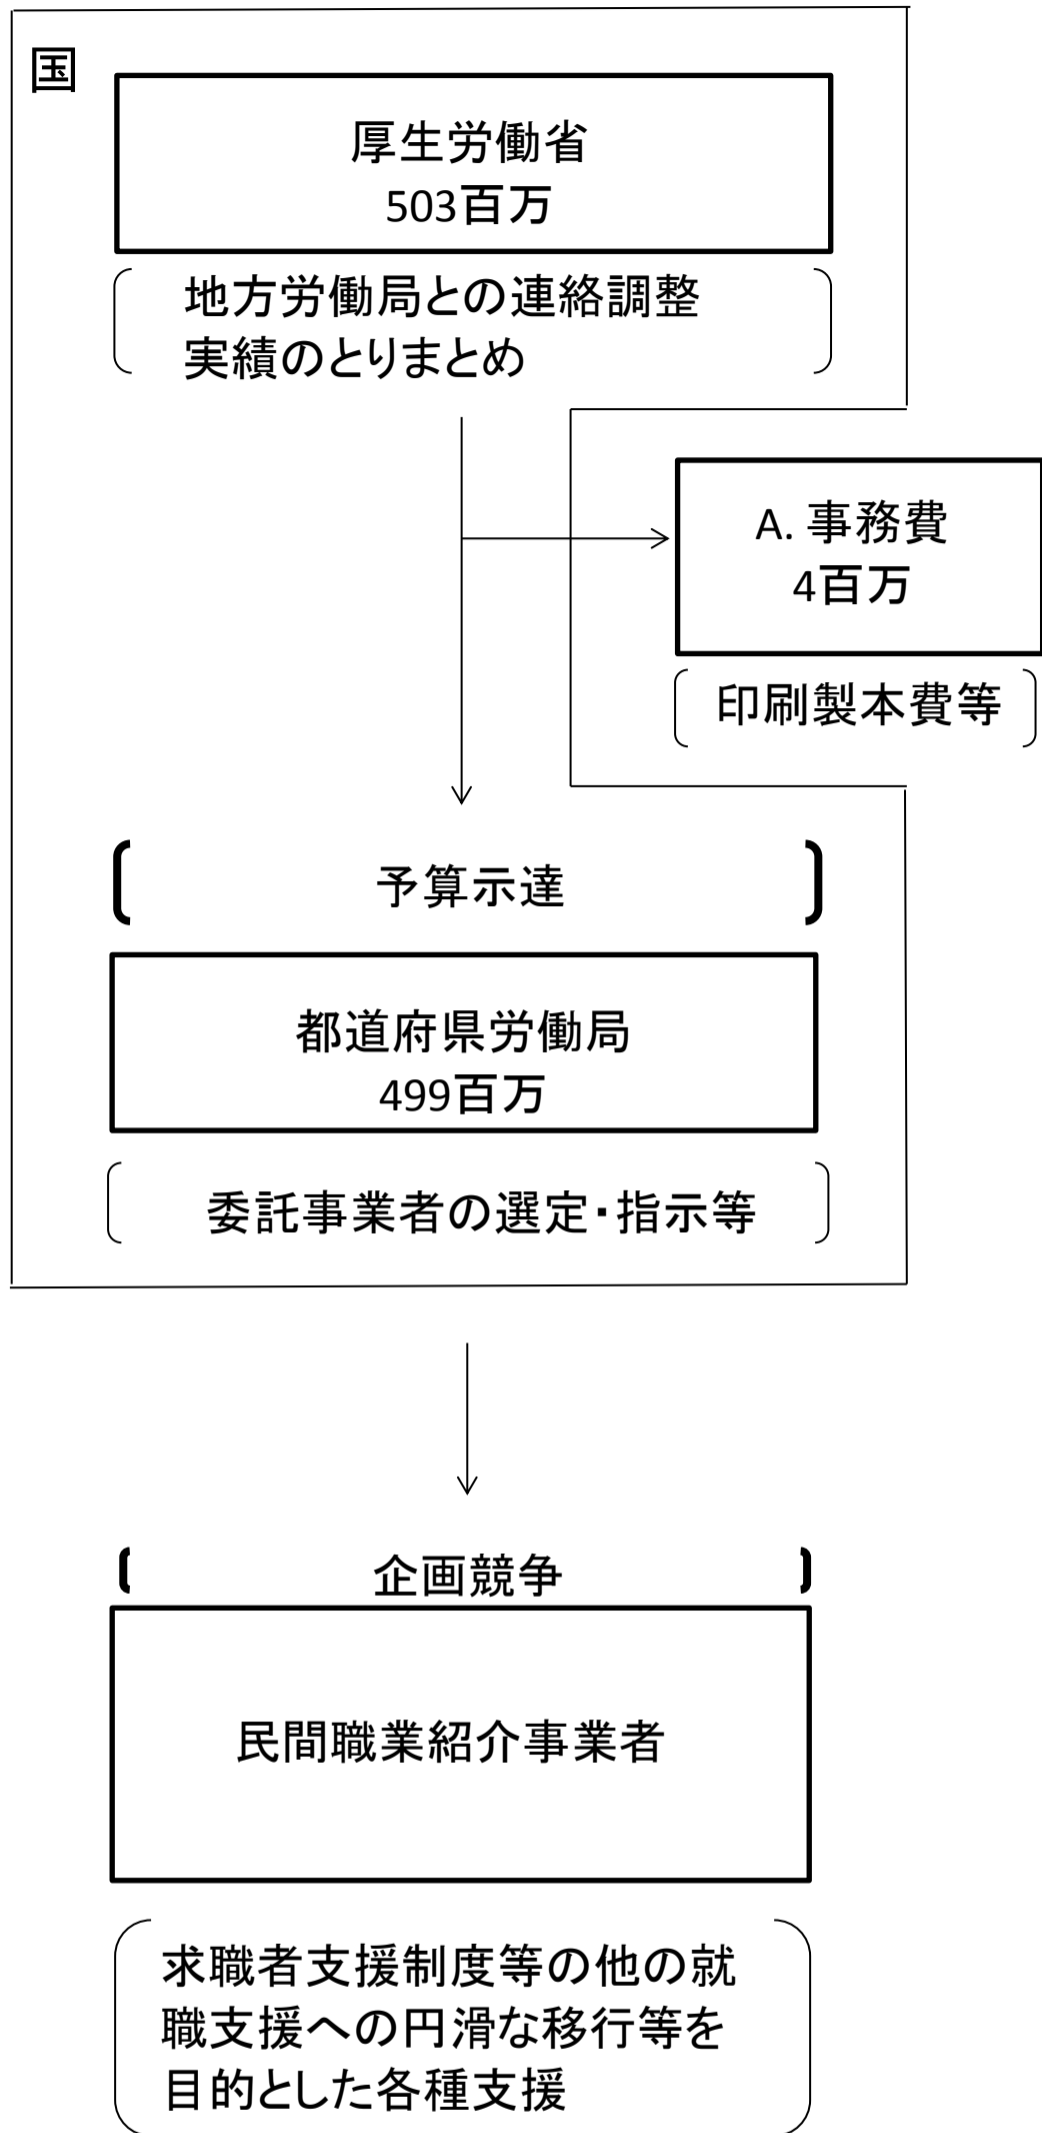 国
厚生労働省
503百万
地方労働局との連絡調整
実績のとりまとめ
A. 事務費
4百万
印刷製本費等
予算示達
都道府県労働局
499百万
委託事業者の選定・指示等
企画競争
民間職業紹介事業者
求職者支援制度等の他の就
職支援への円滑な移行等を
目的とした各種支援